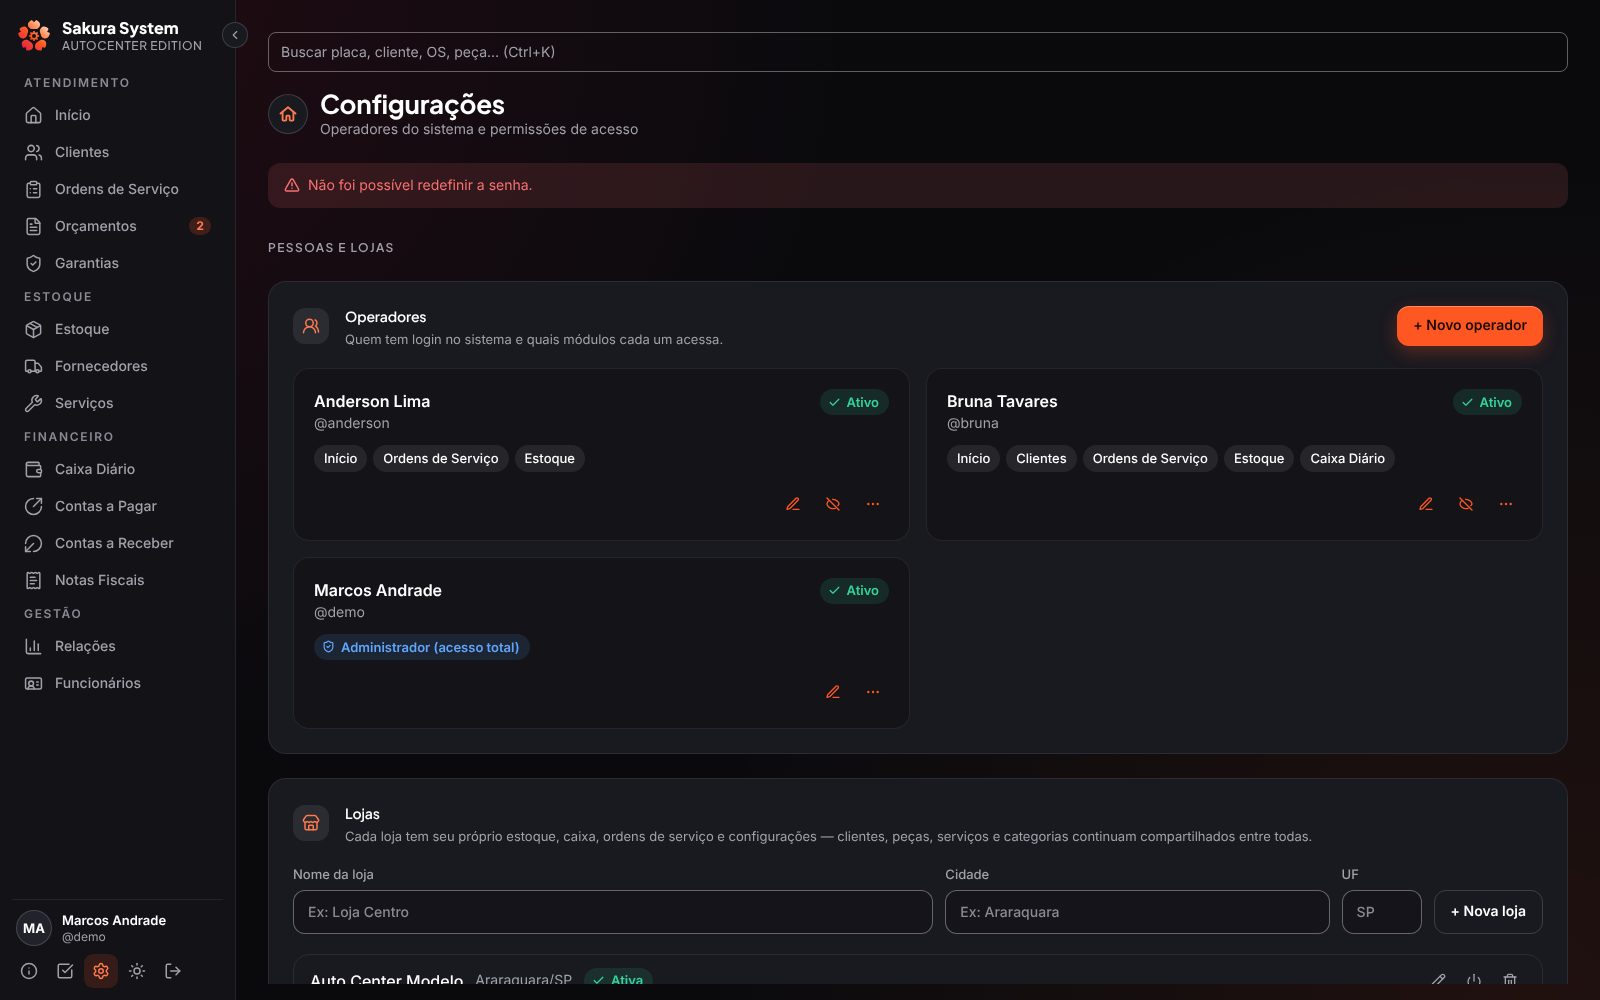 Sakura System
AUTOCENTER EDITION
ATENDIMENTO
Início
Clientes
Ordens de Serviço
Orçamentos 2
Garantias
ESTOQUE
Estoque
Fornecedores
Serviços
FINANCEIRO
Caixa Diário
Contas a Pagar
Contas a Receber
Notas Fiscais
GESTÃO
Relações
Funcionários
MA
Marcos Andrade
@demo
Buscar placa, cliente, OS, peça... (Ctrl+K)
Configurações
Operadores do sistema e permissões de acesso
Não foi possível redefinir a senha.
PESSOAS E LOJAS
Operadores
Quem tem login no sistema e quais módulos cada um acessa.
+ Novo operador
Anderson Lima
Ativo
@anderson
Início Ordens de Serviço Estoque
Bruna Tavares
Ativo
@bruna
Início Clientes Ordens de Serviço Estoque Caixa Diário
Marcos Andrade
Ativo
@demo
Administrador (acesso total)
Lojas
Cada loja tem seu próprio estoque, caixa, ordens de serviço e configurações — clientes, peças, serviços e categorias continuam compartilhados entre todas.
Nome da loja Cidade UF
Ex: Loja Centro Ex: Araraquara SP + Nova loja
Auto Center Modelo Araraquara/SP Ativa